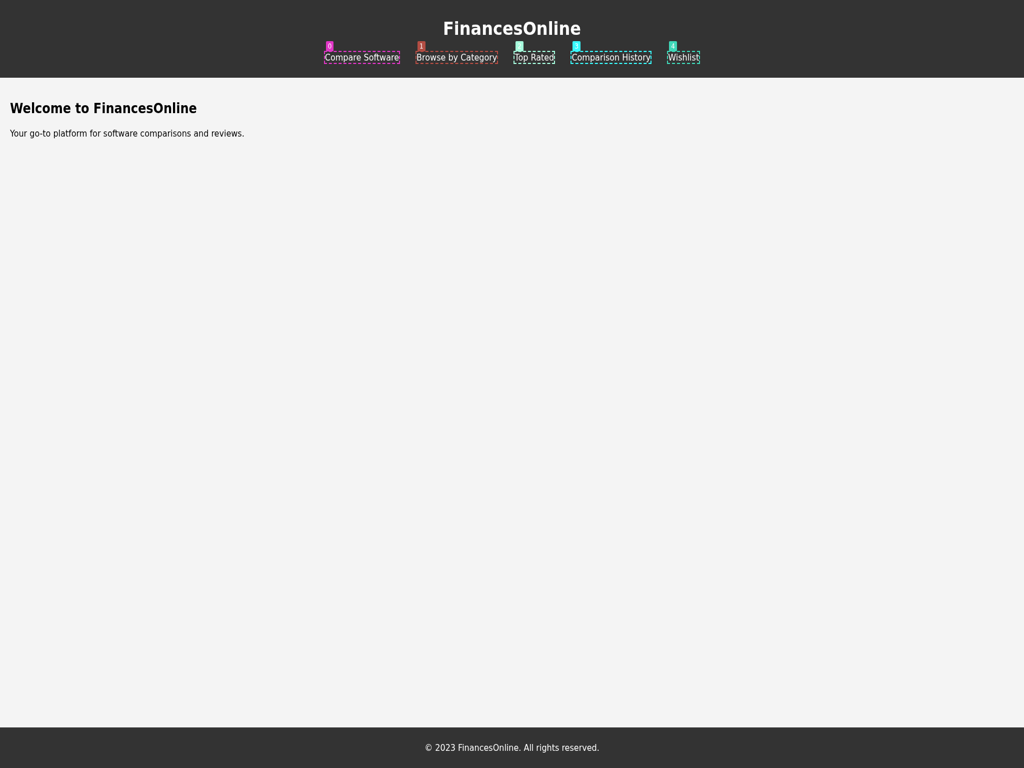 FinancesOnline
0 1 3 4
Compare Software Browse by Category Top Rated Comparison History Wishlist
Welcome to FinancesOnline
Your go-to platform for software comparisons and reviews.
© 2023 FinancesOnline. All rights reserved.